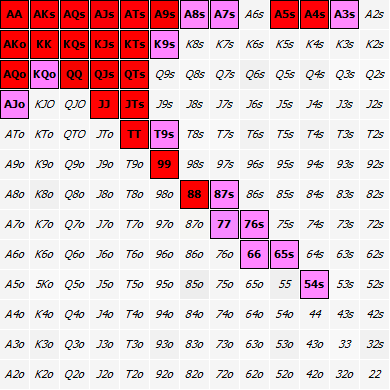 AA AKs AQs AJs ATs A9s A8s A7s A6s A5s A4s A3s A2s
AKo KK KQs KJs KTs K9s K8s K7s K6s K5s K4s K3s K2s
AQo KQo QQ QJs QTs Q9s Q8s Q7s Q6s Q5s Q4s Q3s Q2s
AJo KJO QJO JJ JTs J9s J8s J7s J6s J5s J4s J3s J2s
ATo KTo QTO JTo TT T9s T8s T7s T6s T5s T4s T3s T2s
A9o K9o Q9o J9o T9o 99 98s 97s 96s 95s 94s 93s 92s
A8o K8o Q8o J8o T8o 98o 88 87s 86s 85s 84s 83s 82s
A7o K7o Q7o J7o T7o 97o 87o 77 76s 75s 74s 73s 72s
A6o K6o Q6o J6o T6o 96o 86o 76o 66 65s 64s 63s 62s
A5o 5Ko Q5o J5o T5o 95o 85o 75o 65o 55 54s 53s 52s
A4o K4o Q4o J4o T4o 94o 84o 74o 64o 54o 44 43s 42s
A3o K3o Q3o J3o T3o 93o 83o 73o 63o 53o 43o 33 32s
A2o K2o Q2o J2o T2o 92o 82o 72o 62o 52o 42o 32o 22